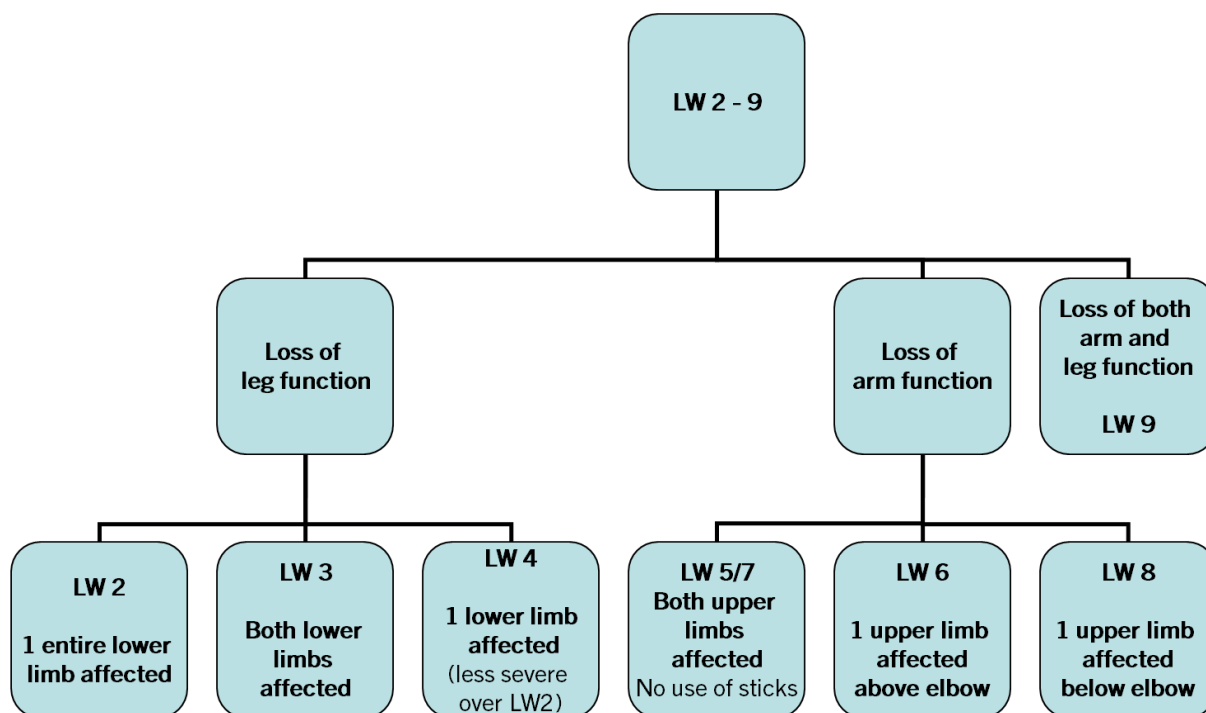 LW 2 - 9
Loss of
leg function
Loss of
arm function
Loss of both
arm and
leg function
LW 9
LW 2
1 entire lower
limb affected
LW 3
Both lower
limbs
affected
LW 4
1 lower limb
affected
(less severe
over LW2)
LW 5/7
Both upper
limbs
affected
No use of sticks
LW 6
1 upper limb
affected
above elbow
LW 8
1 upper limb
affected
below elbow